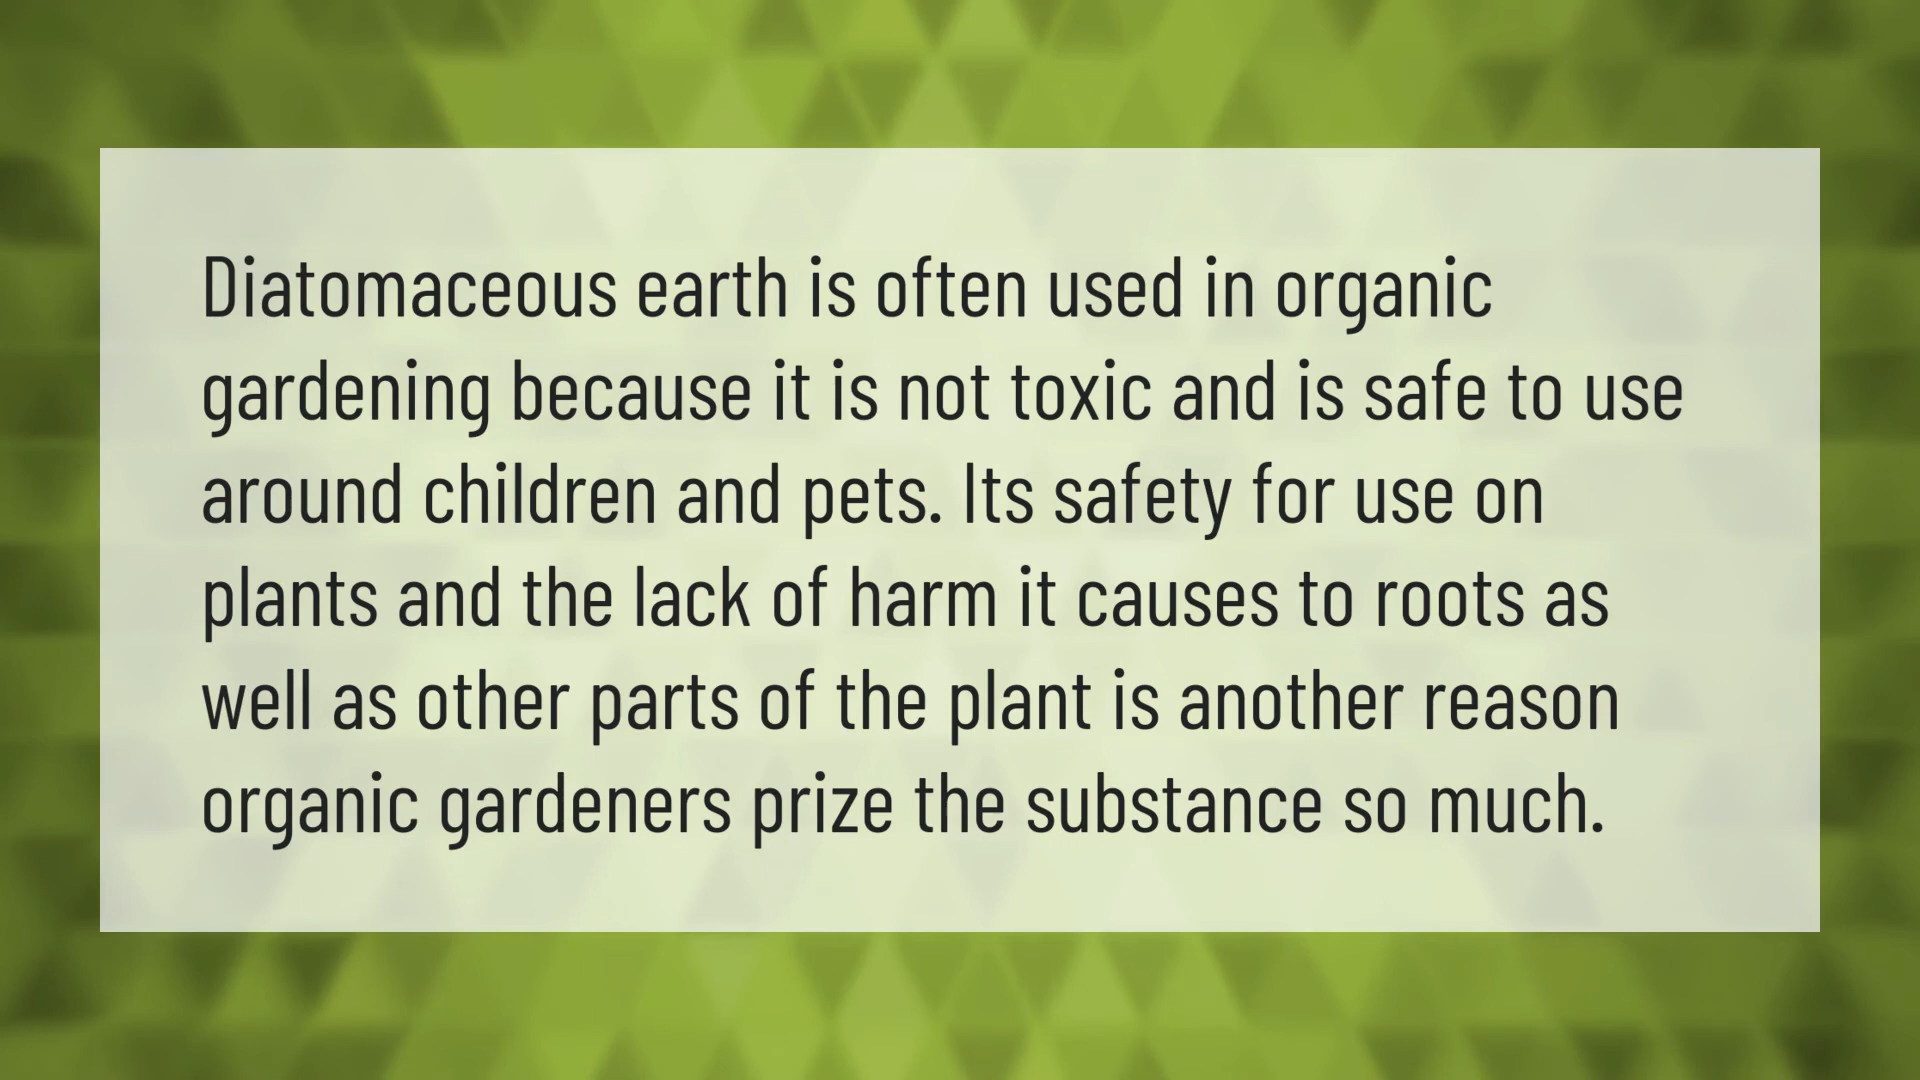 Diatomaceous earth is often used in organic
gardening because it is not toxic and is safe to use
around children and pets. Its safety for use on
plants and the lack of harm it causes to roots as
well as other parts of the plant is another reason
organic gardeners prize the substance so much.